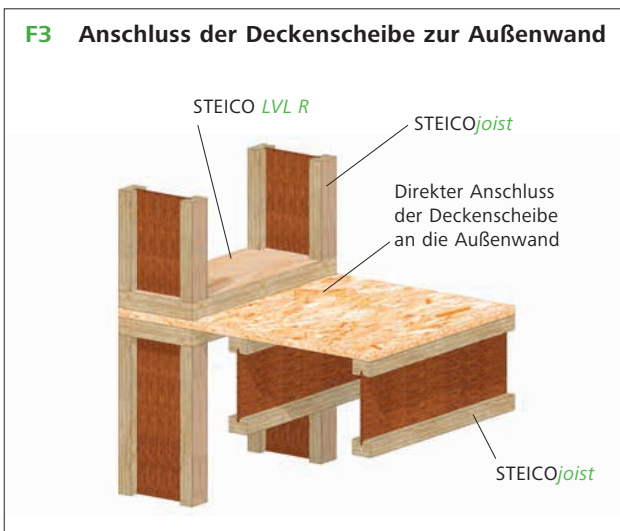 F3 Anschluss der Deckenscheibe zur Außenwand
STEICO LVL R
STEICOjoist
Direkter Anschluss
der Deckenscheibe
an die Außenwand
STEICOjoist